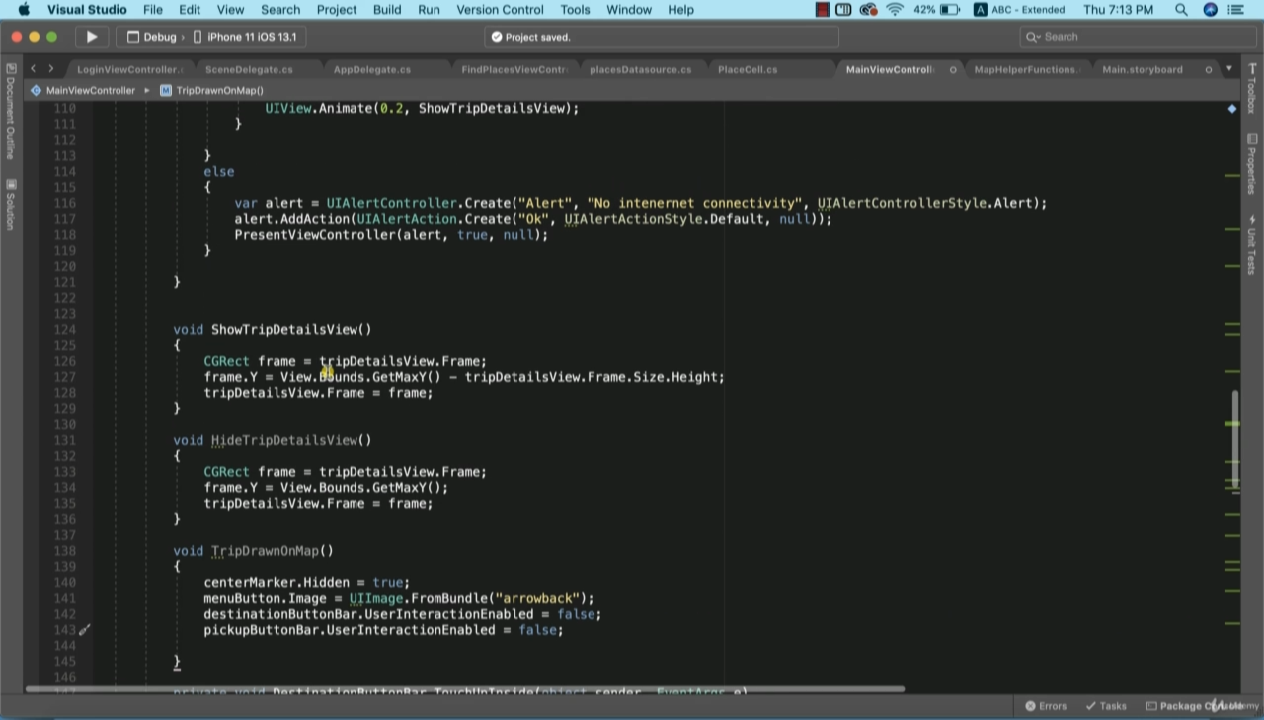 Visual Studio File Edit View Search Project Build Run Version Control Tools Window Help 42% A ABC - Extended Thu 7:13 PM
Debug › iPhone 11 iOS 13.1 Project saved. Search
LoginViewController. SceneDelegate.cs AppDelegate.cs FindPlacesViewContr placesDatasource.cs PlaceCell.cs MainViewControll MapHelperFunctions. Main.storyboard
MainViewController ▸ M TripDrawnOnMap()
Document Outline
Solution
Toolbox
Properties
Unit Tests
110 UIView.Animate(0.2, ShowTripDetailsView);
111 }
112
113 }
114 else
115 {
116 var alert = UIAlertController.Create("Alert", "No intenernet connectivity", UIAlertControllerStyle.Alert);
117 alert.AddAction(UIAlertAction.Create("Ok", UIAlertActionStyle.Default, null));
118 PresentViewController(alert, true, null);
119 }
120
121 }
122
123
124 void ShowTripDetailsView()
125 {
126 CGRect frame = tripDetailsView.Frame;
127 frame.Y = View.Bounds.GetMaxY() - tripDetailsView.Frame.Size.Height;
128 tripDetailsView.Frame = frame;
129 }
130
131 void HideTripDetailsView()
132 {
133 CGRect frame = tripDetailsView.Frame;
134 frame.Y = View.Bounds.GetMaxY();
135 tripDetailsView.Frame = frame;
136 }
137
138 void TripDrawnOnMap()
139 {
140 centerMarker.Hidden = true;
141 menuButton.Image = UIImage.FromBundle("arrowback");
142 destinationButtonBar.UserInteractionEnabled = false;
143 pickupButtonBar.UserInteractionEnabled = false;
144
145 }
146
147 private void DestinationButtonBar_TouchUpInside(object sender, EventArgs e)
Errors Tasks Package